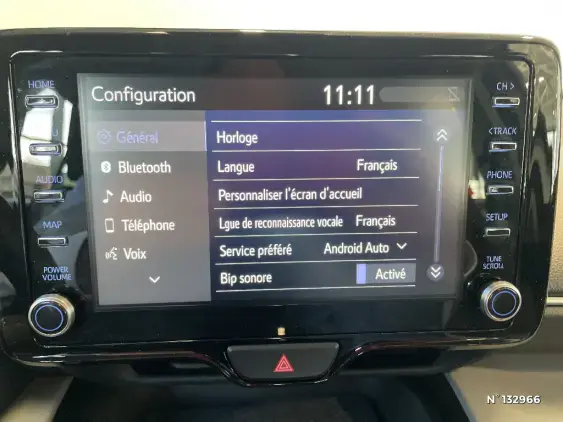 HOME
AUDIO
MAP
POWER
VOLUME
Configuration
11:11
Général
Bluetooth
Audio
Téléphone
Voix
Horloge
Langue Français
Personnaliser l'écran d'accueil
Lgue de reconnaissance vocale Français
Service préféré Android Auto
Bip sonore Activé
CH >
<TRACK
PHONE
SETUP
TUNE
SCROLL
N° 132966